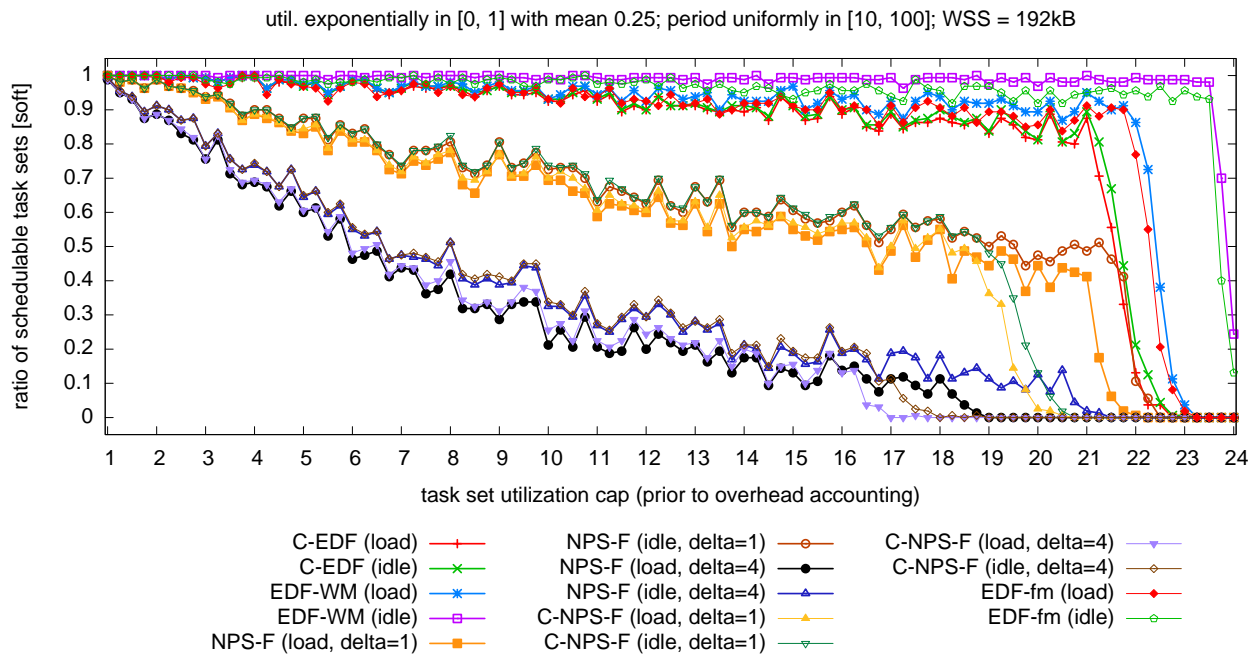 util. exponentially in [0, 1] with mean 0.25; period uniformly in [10, 100]; WSS = 192kB
ratio of schedulable task sets [soft]
1
0.9
0.8
0.7
0.6
0.5
0.4
0.3
0.2
0.1
0
1 2 3 4 5 6 7 8 9 10 11 12 13 14 15 16 17 18 19 20 21 22 23 24
task set utilization cap (prior to overhead accounting)
C-EDF (load)
C-EDF (idle)
EDF-WM (load)
EDF-WM (idle)
NPS-F (load, delta=1)
NPS-F (idle, delta=1)
NPS-F (load, delta=4)
NPS-F (idle, delta=4)
C-NPS-F (load, delta=1)
C-NPS-F (idle, delta=1)
C-NPS-F (load, delta=4)
C-NPS-F (idle, delta=4)
EDF-fm (load)
EDF-fm (idle)